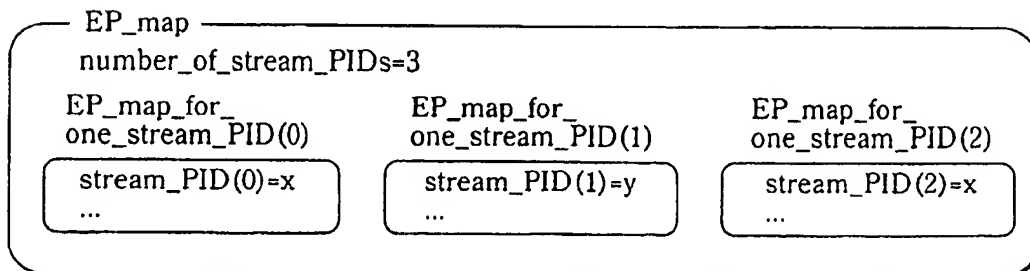 EP_map
number_of_stream_PIDs=3
EP_map_for_
one_stream_PID(0)
stream_PID(0)=x
...
EP_map_for_
one_stream_PID(1)
stream_PID(1)=y
...
EP_map_for_
one_stream_PID(2)
stream_PID(2)=x
...